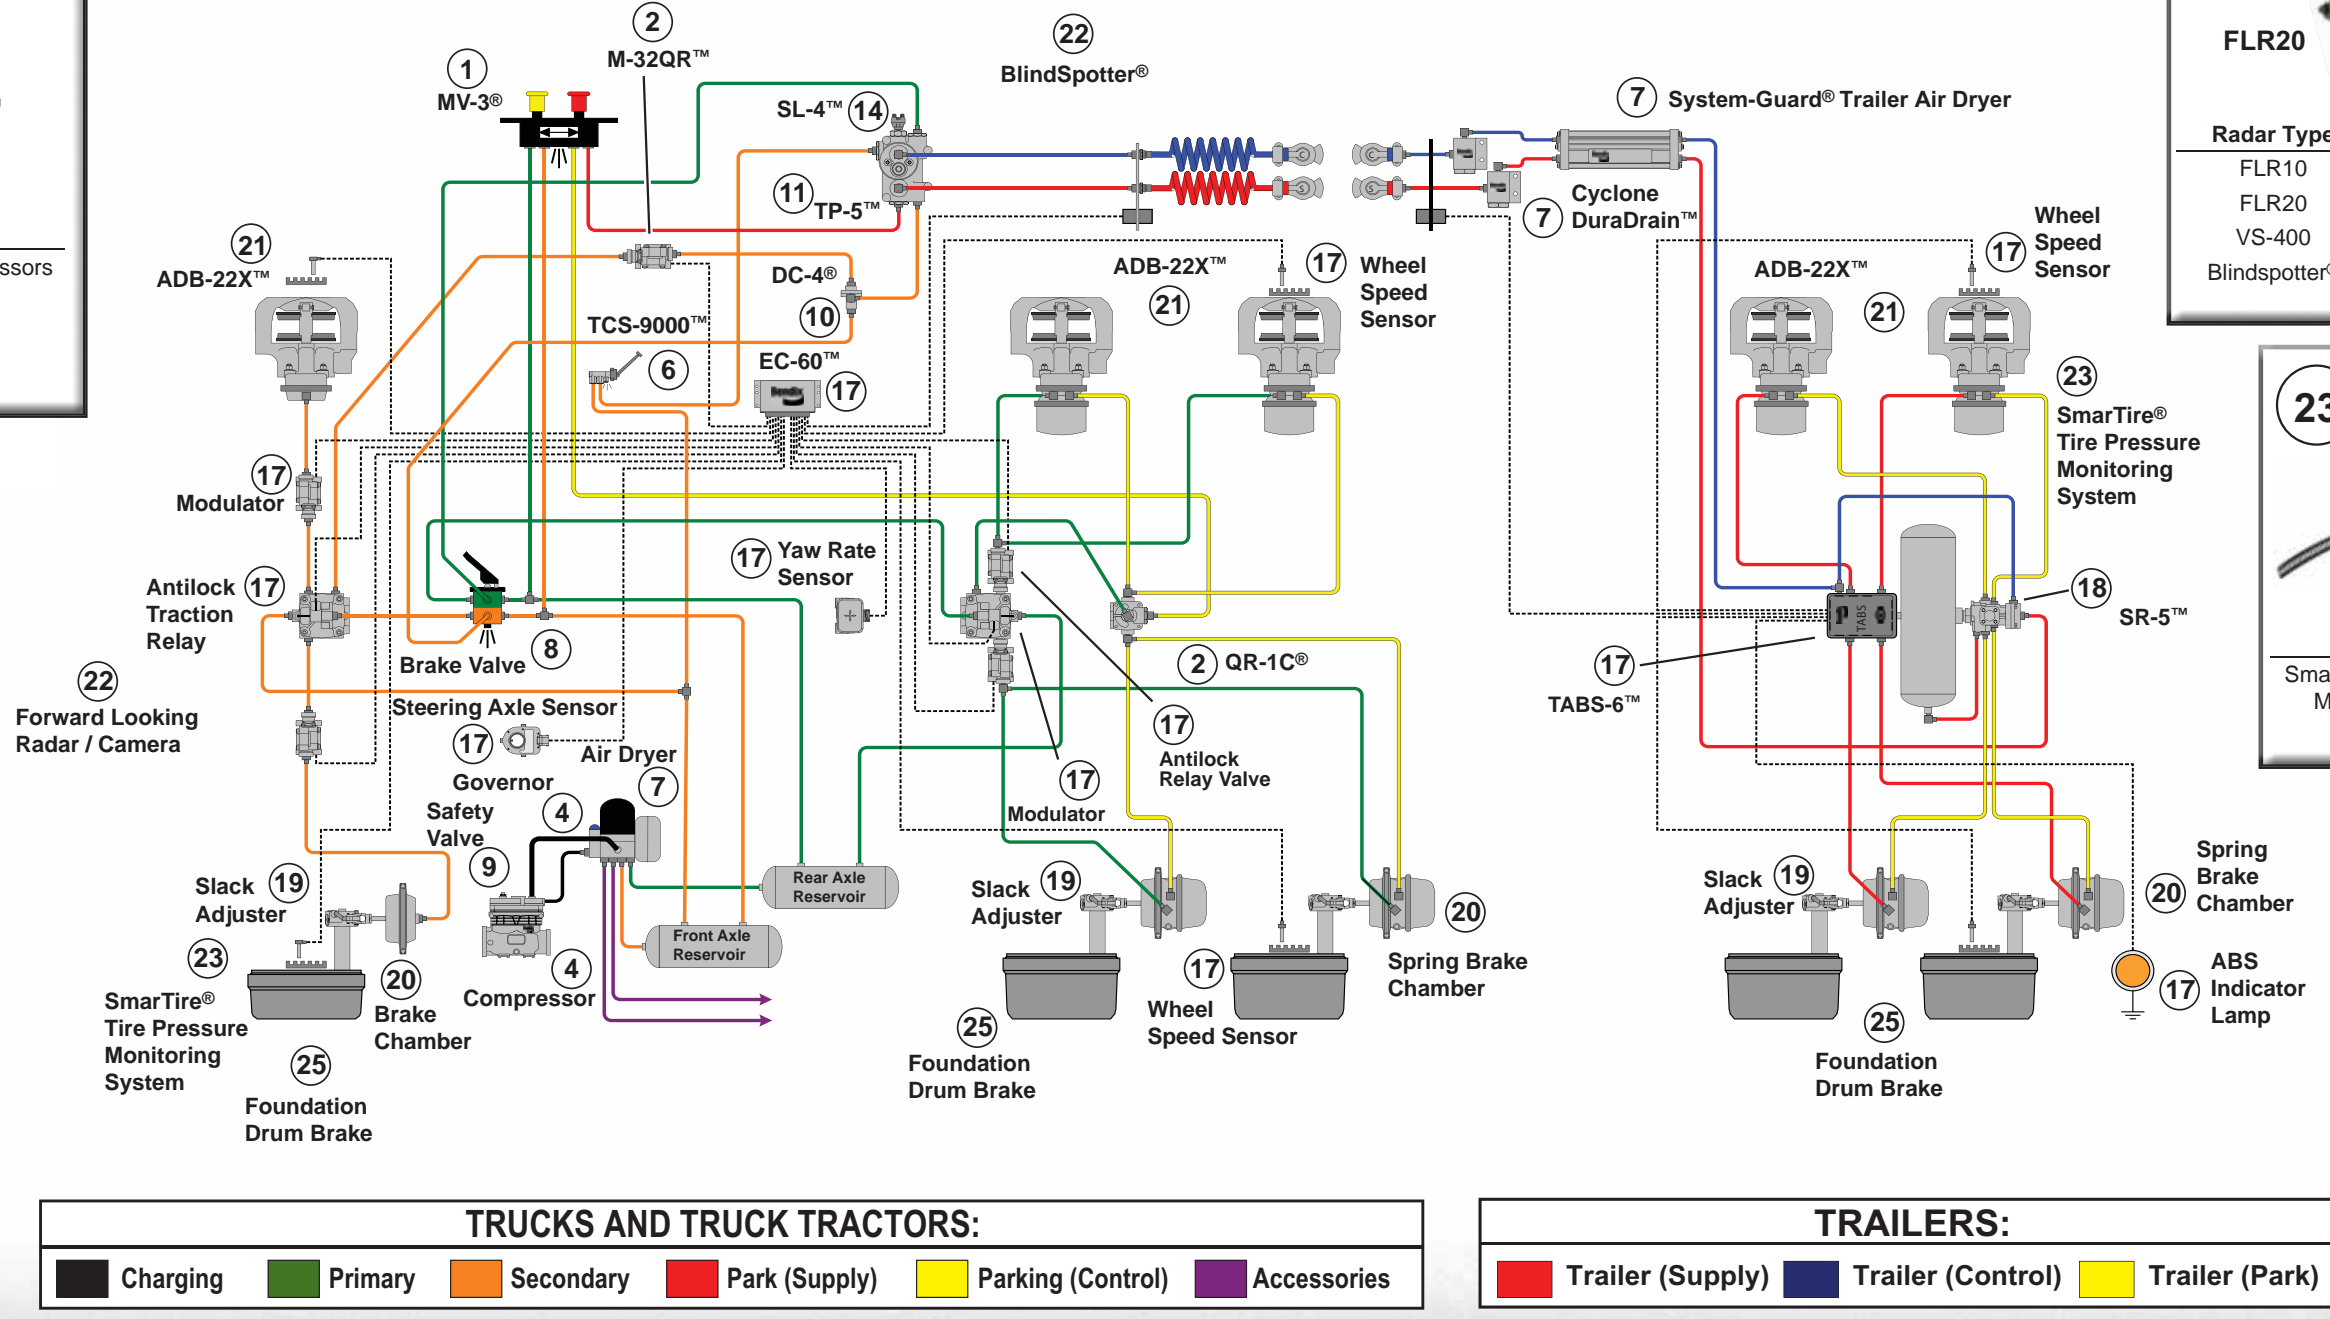 2
M-32QR™
1
MV-3®
22
BlindSpotter®
SL-4™ 14
11
TP-5™
7 System-Guard® Trailer Air Dryer
Cyclone
7 DuraDrain™
C
S
C
S
FLR20
Radar Type
FLR10
FLR20
VS-400
Blindspotter®
ssors
21
ADB-22X™
DC-4®
10
TCS-9000™
6
EC-60™
17
Bendix
ADB-22X™
21
17 Wheel
Speed
Sensor
ADB-22X™
21
Wheel
17 Speed
Sensor
23
SmarTire®
Tire Pressure
Monitoring
System
23
17
Modulator
Antilock 17
Traction
Relay
22
Forward Looking
Radar / Camera
Brake Valve 8
17 Yaw Rate
Sensor
2 QR-1C®
17
Antilock
Relay Valve
17
Modulator
TABS
17
TABS-6™
18
SR-5™
Sma
M
Steering Axle Sensor
17
Air Dryer
7
Governor
4
Safety
Valve
9
4
Compressor
Rear Axle
Reservoir
Front Axle
Reservoir
Slack 19
Adjuster
23
SmarTire®
Tire Pressure
Monitoring
System
20
Brake
Chamber
25
Foundation
Drum Brake
Slack 19
Adjuster
25
Foundation
Drum Brake
17
Wheel
Speed Sensor
20
Spring Brake
Chamber
Slack 19
Adjuster
25
Foundation
Drum Brake
Spring
20 Brake
Chamber
17 ABS
Indicator
Lamp
TRUCKS AND TRUCK TRACTORS:
Charging Primary Secondary Park (Supply) Parking (Control) Accessories
TRAILERS:
Trailer (Supply) Trailer (Control) Trailer (Park)